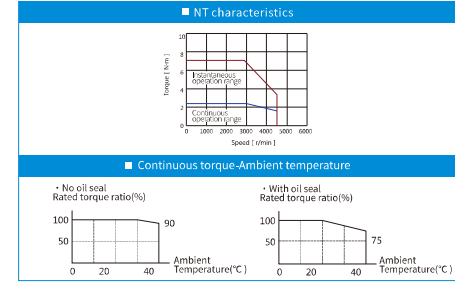 ■ NT characteristics
Torque [ N·m ]
10
8
6
4
2
0
Instantaneous
operation range
Continuous
operation range
0 1000 2000 3000 4000 5000 6000
Speed [ r/min ]
■ Continuous torque-Ambient temperature
・No oil seal
Rated torque ratio(%)
100
50
90
0 20 40
Ambient
Temperature(℃)
・With oil seal
Rated torque ratio(%)
100
50
75
0 20 40
Ambient
Temperature(℃)